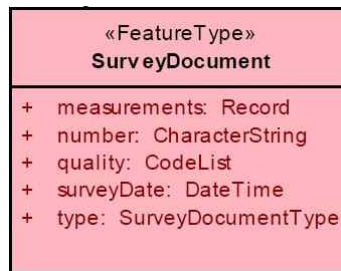 «FeatureType»
SurveyDocument
+ measurements: Record
+ number: CharacterString
+ quality: CodeList
+ surveyDate: DateTime
+ type: SurveyDocumentType